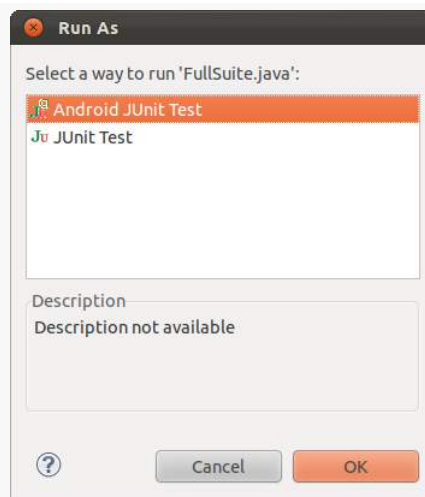 Run As
Select a way to run 'FullSuite.java':
Android JUnit Test
Ju JUnit Test
Description
Description not available
?
Cancel
OK